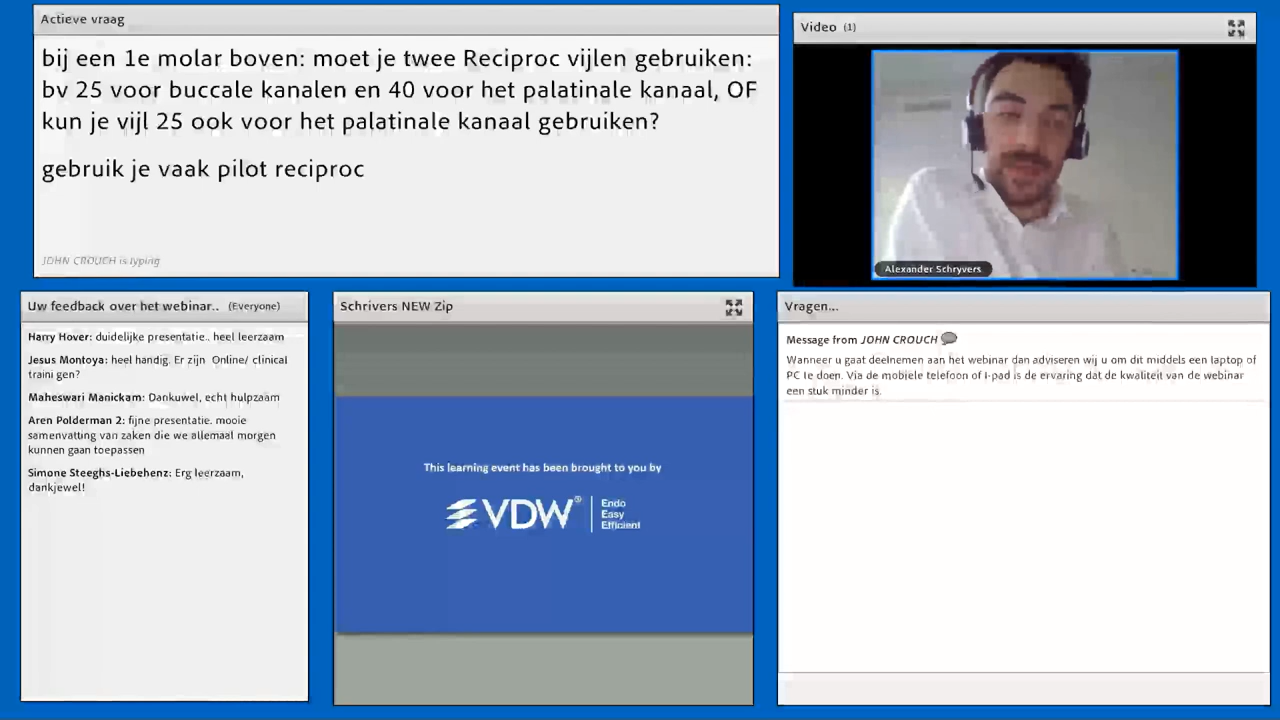 Actieve vraag
bij een 1e molar boven: moet je twee Reciproc vijlen gebruiken:
bv 25 voor buccale kanalen en 40 voor het palatinale kanaal, OF
kun je vijl 25 ook voor het palatinale kanaal gebruiken?
gebruik je vaak pilot reciproc
JOHN CROUCH is typing
Video (1)
Alexander Schryvers
Uw feedback over het webinar.. (Everyone)
Harry Hover: duidelijke presentatie.. heel leerzaam
Jesus Montoya: heel handig. Er zijn Online/ clinical
traini gen?
Maheswari Manickam: Dankuwel, echt hulpzaam
Aren Polderman 2: fijne presentatie. mooie
samenvatting van zaken die we allemaal morgen
kunnen gaan toepassen
Simone Steeghs-Liebehenz: Erg leerzaam,
dankjewel!
Schrivers NEW Zip
This learning event has been brought to you by
VDW®
Endo
Easy
Efficient
Vragen...
Message from JOHN CROUCH
Wanneer u gaat deelnemen aan het webinar dan adviseren wij u om dit middels een laptop of
PC te doen. Via de mobiele telefoon of I-pad is de ervaring dat de kwaliteit van de webinar
een stuk minder is.